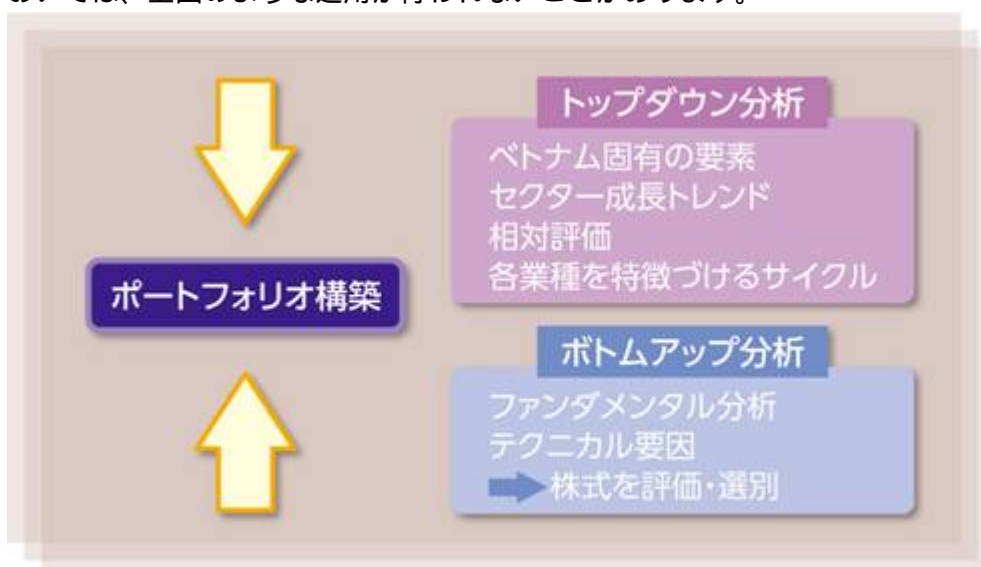 トップダウン分析
ベトナム固有の要素
セクター成長トレンド
相対評価
各業種を特徴づけるサイクル
ポートフォリオ構築
ボトムアップ分析
ファンダメンタル分析
テクニカル要因
株式を評価・選別